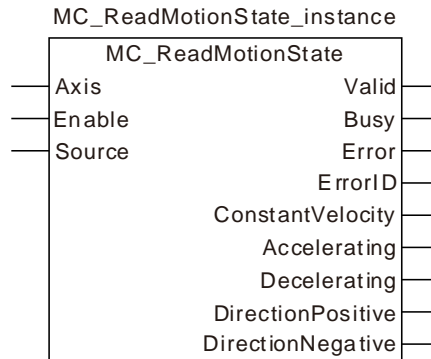 MC_ReadMotionState_instance
MC_ReadMotionState
Axis Valid
Enable Busy
Source Error
ErrorID
ConstantVelocity
Accelerating
Decelerating
DirectionPositive
DirectionNegative